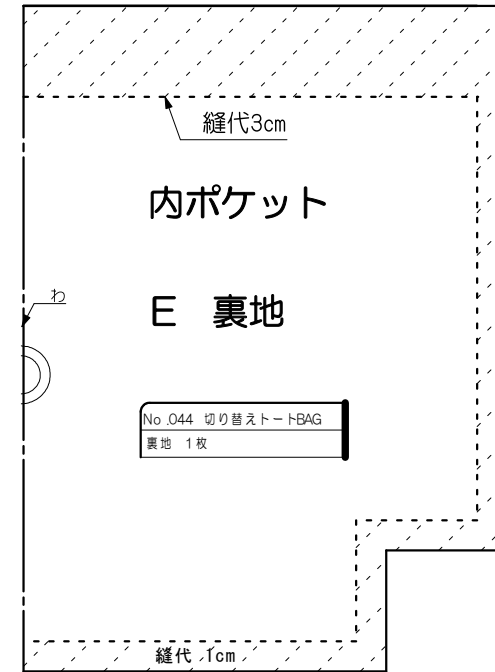 縫代3cm
内ポケット
E 裏地
わ
No.044 切り替えトートBAG
裏地 1枚
縫代 1cm